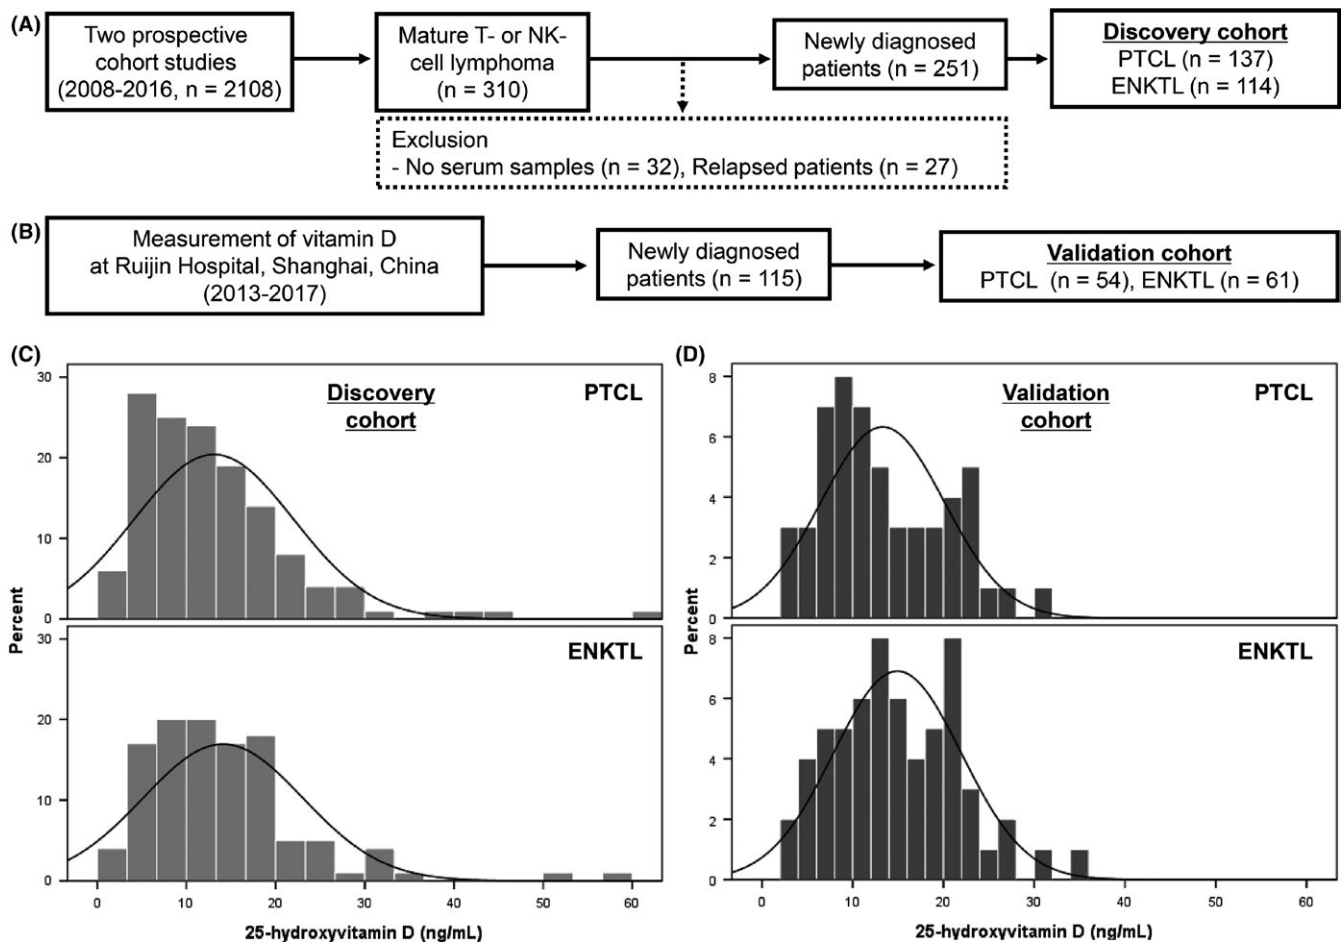 (A)
Two prospective
cohort studies
(2008-2016, n = 2108)
Mature T- or NK-
cell lymphoma
(n = 310)
Newly diagnosed
patients (n = 251)
Discovery cohort
PTCL (n = 137)
ENKTL (n = 114)
Exclusion
- No serum samples (n = 32), Relapsed patients (n = 27)
(B)
Measurement of vitamin D
at Ruijin Hospital, Shanghai, China
(2013-2017)
Newly diagnosed
patients (n = 115)
Validation cohort
PTCL (n = 54), ENKTL (n = 61)
(C)
Discovery
cohort
PTCL
30
20
10
0
Percent
ENKTL
30
20
10
0
0 10 20 30 40 50 60
25-hydroxyvitamin D (ng/mL)
(D)
Validation
cohort
PTCL
8
6
4
2
0
Percent
ENKTL
8
6
4
2
0
0 10 20 30 40 50 60
25-hydroxyvitamin D (ng/mL)